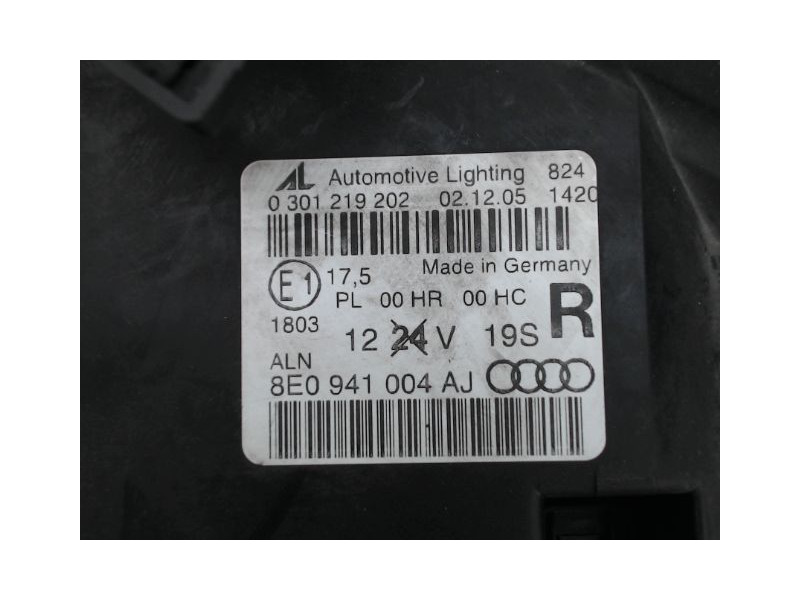 AL Automotive Lighting 824
0 301 219 202 02.12.05 1420
Made in Germany
E1 17,5
PL 00 HR 00 HC
1803
12 24 V 19S R
ALN
8E0 941 004 AJ